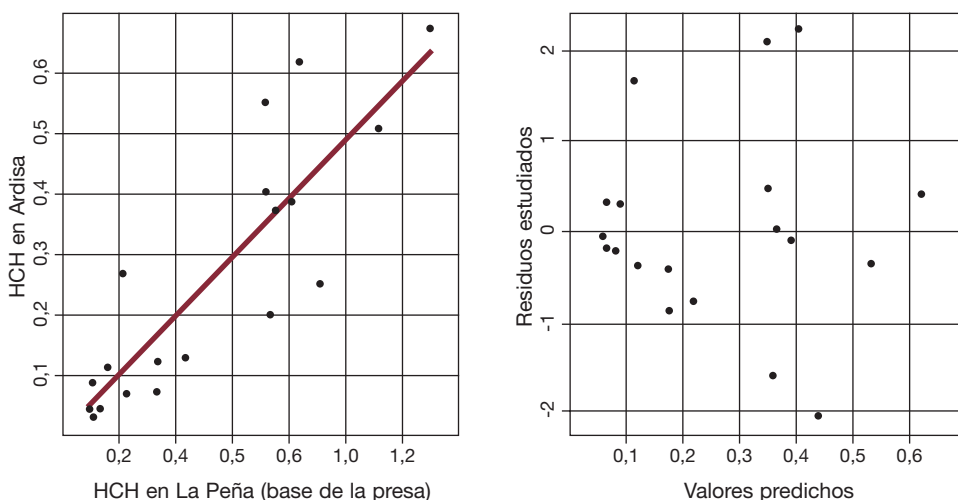 HCH en Ardisa
0,6
0,5
0,4
0,3
0,2
0,1
0,2 0,4 0,5 0,6 1,0 1,2
HCH en La Peña (base de la presa)
Residuos estudiados
2
1
0
-1
-2
0,1 0,2 0,3 0,4 0,5 0,6
Valores predichos